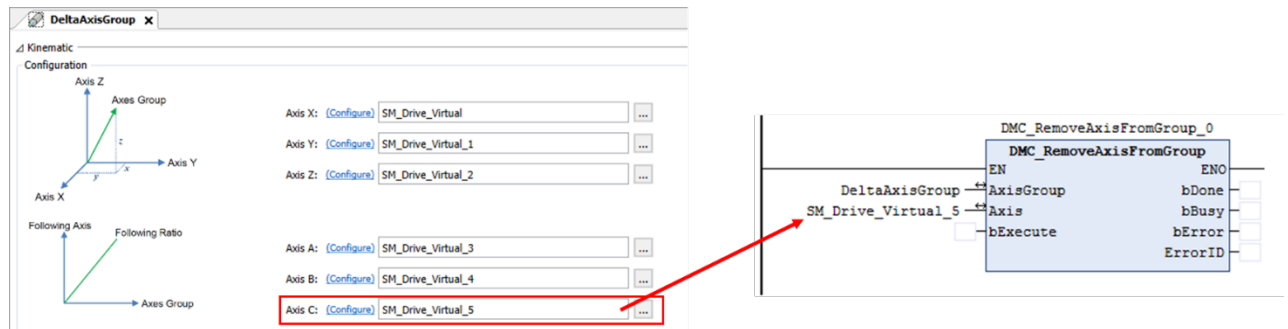 DeltaAxisGroup
Kinematic
Configuration
Axis Z
Axes Group
z
Axis Y
x
y
Axis X
Axis X: (Configure) SM_Drive_Virtual ...
Axis Y: (Configure) SM_Drive_Virtual_1 ...
Axis Z: (Configure) SM_Drive_Virtual_2 ...
Following Axis
Following Ratio
Axes Group
Axis A: (Configure) SM_Drive_Virtual_3 ...
Axis B: (Configure) SM_Drive_Virtual_4 ...
Axis C: (Configure) SM_Drive_Virtual_5 ...
DMC_RemoveAxisFromGroup_0
DMC_RemoveAxisFromGroup
EN ENO
DeltaAxisGroup AxisGroup bDone
SM_Drive_Virtual_5 Axis bBusy
bExecute bError
ErrorID